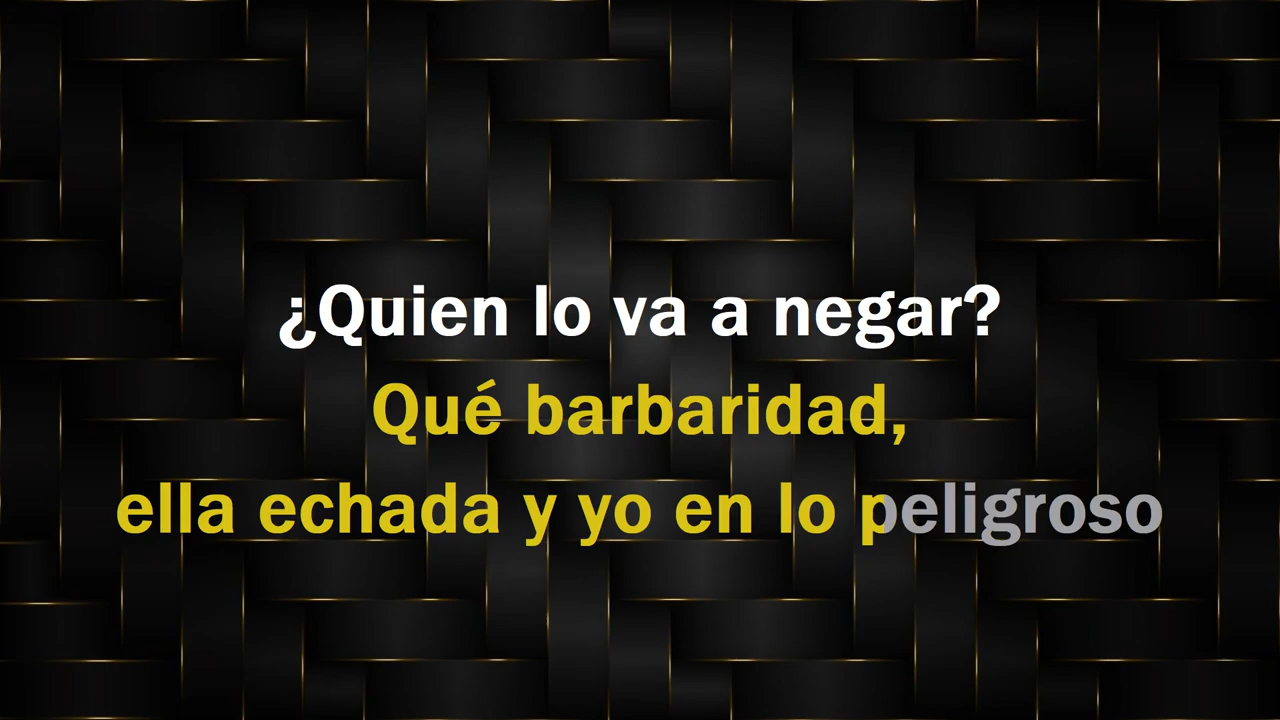 ¿Quien lo va a negar?
Qué barbaridad,
ella echada y yo en lo peligroso